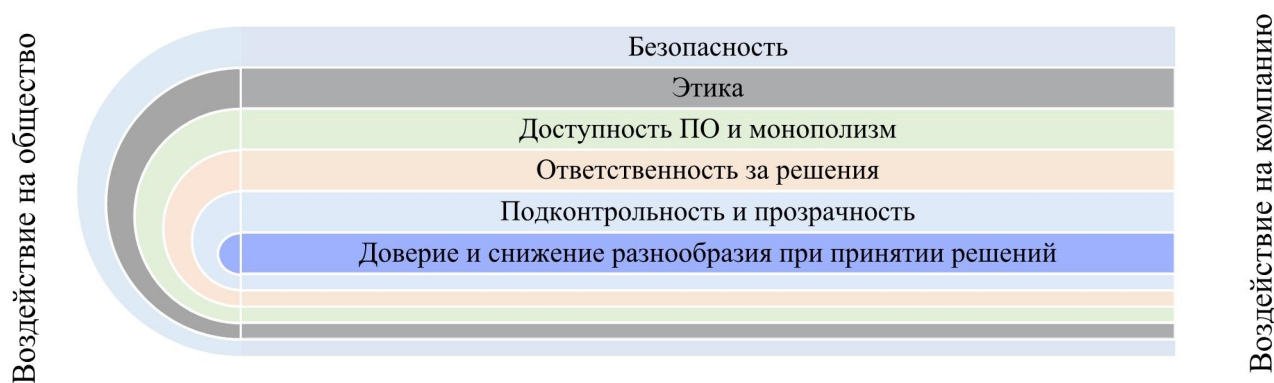 Воздействие на общество
Безопасность
Этика
Доступность ПО и монополизм
Ответственность за решения
Подконтрольность и прозрачность
Доверие и снижение разнообразия при принятии решений
Воздействие на компанию